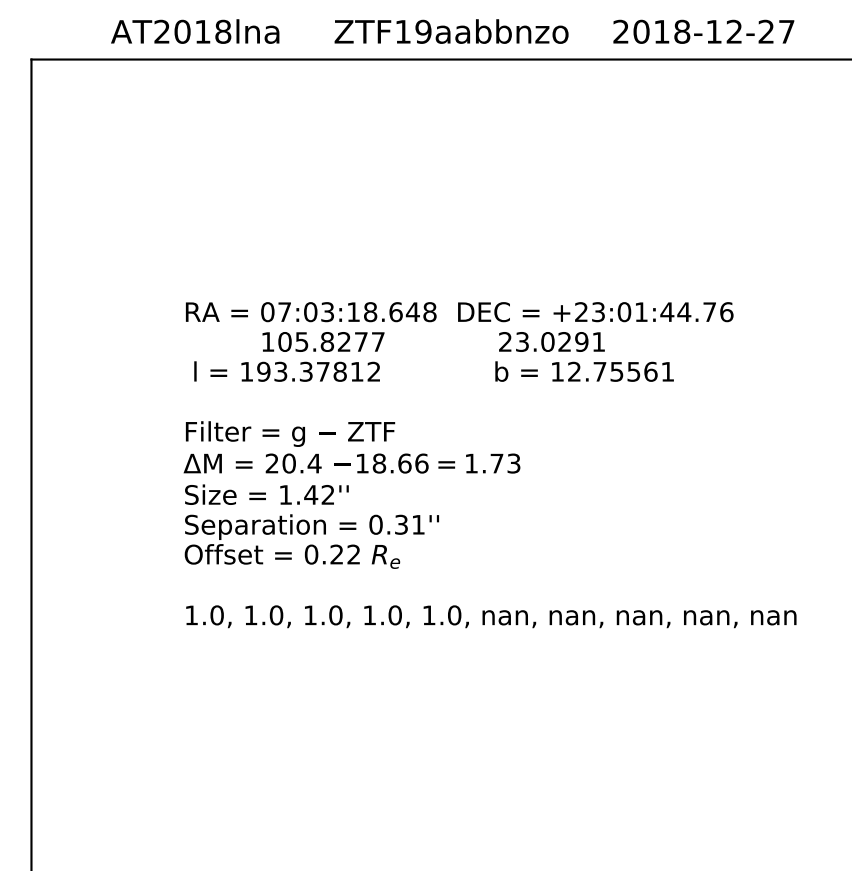 AT2018lna ZTF19aabbnzo 2018-12-27
RA = 07:03:18.648 DEC = +23:01:44.76
105.8277 23.0291
l = 193.37812 b = 12.75561
Filter = g − ZTF
ΔM = 20.4 −18.66 = 1.73
Size = 1.42''
Separation = 0.31''
Offset = 0.22 Re
1.0, 1.0, 1.0, 1.0, 1.0, nan, nan, nan, nan, nan